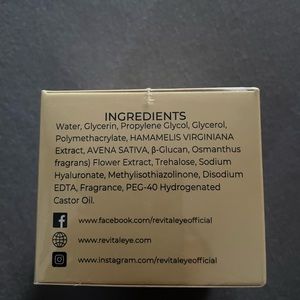 INGREDIENTS
Water, Glycerin, Propylene Glycol, Glycerol,
Polymethacrylate, HAMAMELIS VIRGINIANA
Extract, AVENA SATIVA, β-Glucan, Osmanthus
fragrans) Flower Extract, Trehalose, Sodium
Hyaluronate, Methylisothiazolinone, Disodium
EDTA, Fragrance, PEG-40 Hydrogenated
Castor Oil.
www.facebook.com/revitaleyeofficial
www.revitaleye.com
www.instagram.com/revitaleyeofficial